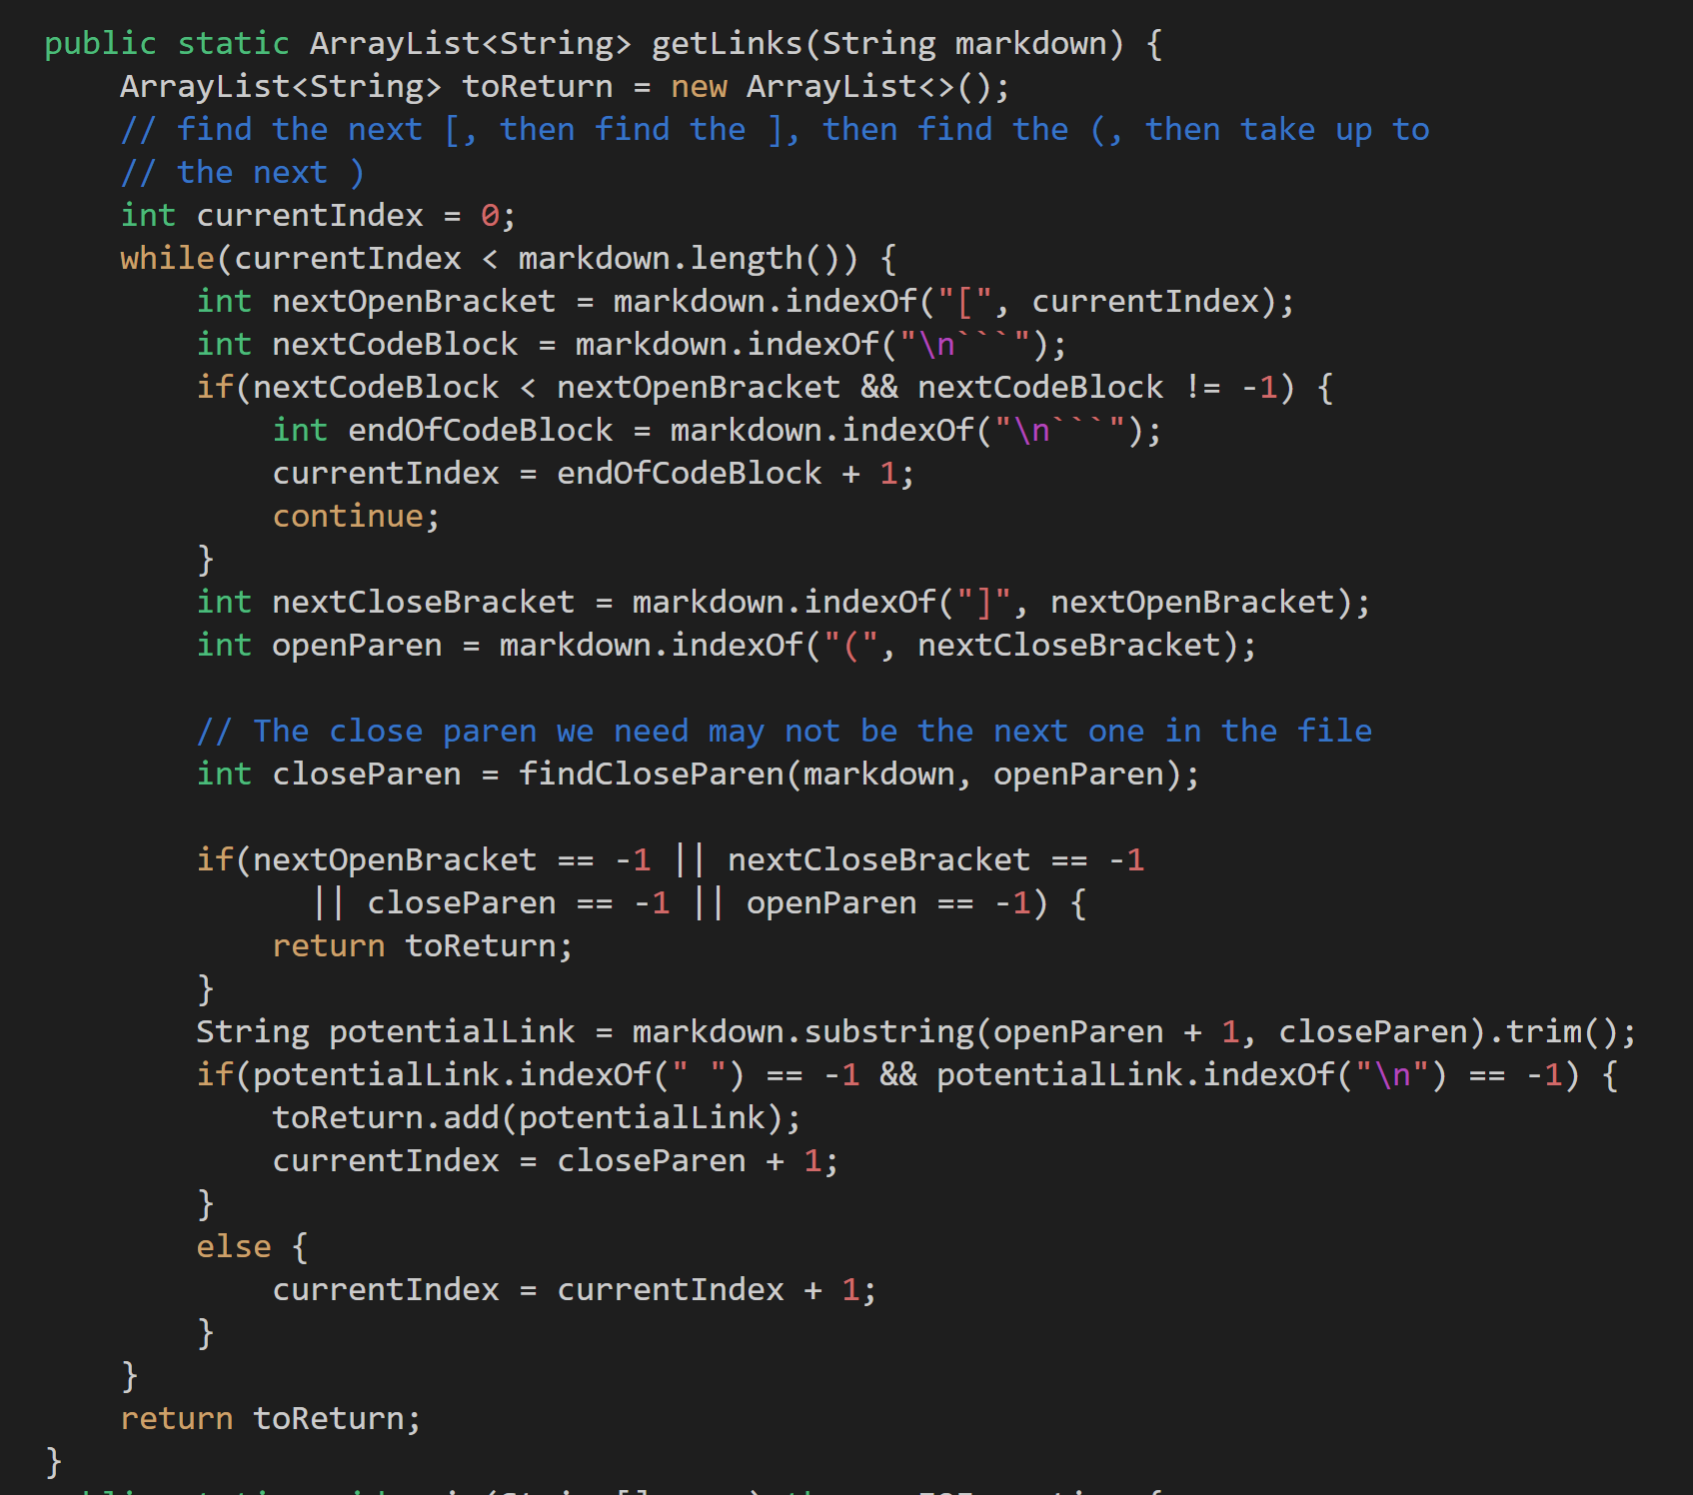 public static ArrayList<String> getLinks(String markdown) {
    ArrayList<String> toReturn = new ArrayList<>();
    // find the next [, then find the ], then find the (, then take up to
    // the next )
    int currentIndex = 0;
    while(currentIndex < markdown.length()) {
        int nextOpenBracket = markdown.indexOf("[", currentIndex);
        int nextCodeBlock = markdown.indexOf("\n```");
        if(nextCodeBlock < nextOpenBracket && nextCodeBlock != -1) {
            int endOfCodeBlock = markdown.indexOf("\n```");
            currentIndex = endOfCodeBlock + 1;
            continue;
        }
        int nextCloseBracket = markdown.indexOf("]", nextOpenBracket);
        int openParen = markdown.indexOf("(", nextCloseBracket);

        // The close paren we need may not be the next one in the file
        int closeParen = findCloseParen(markdown, openParen);

        if(nextOpenBracket == -1 || nextCloseBracket == -1
              || closeParen == -1 || openParen == -1) {
            return toReturn;
        }
        String potentialLink = markdown.substring(openParen + 1, closeParen).trim();
        if(potentialLink.indexOf(" ") == -1 && potentialLink.indexOf("\n") == -1) {
            toReturn.add(potentialLink);
            currentIndex = closeParen + 1;
        }
        else {
            currentIndex = currentIndex + 1;
        }
    }
    return toReturn;
}